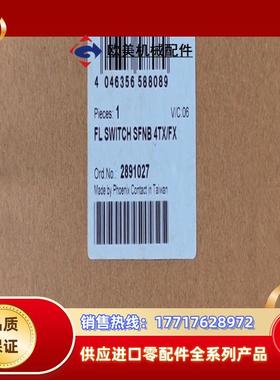 欧美机械配件
4 046356 588089
Pieces: 1
V/C.06
FL SWITCH SFNB 4TX/FX
Ord.No.: 2891027
Made by Phoenix Contact in Taiwan
品质
保证
销售热线：17717628972
供应进口零配件全系列产品